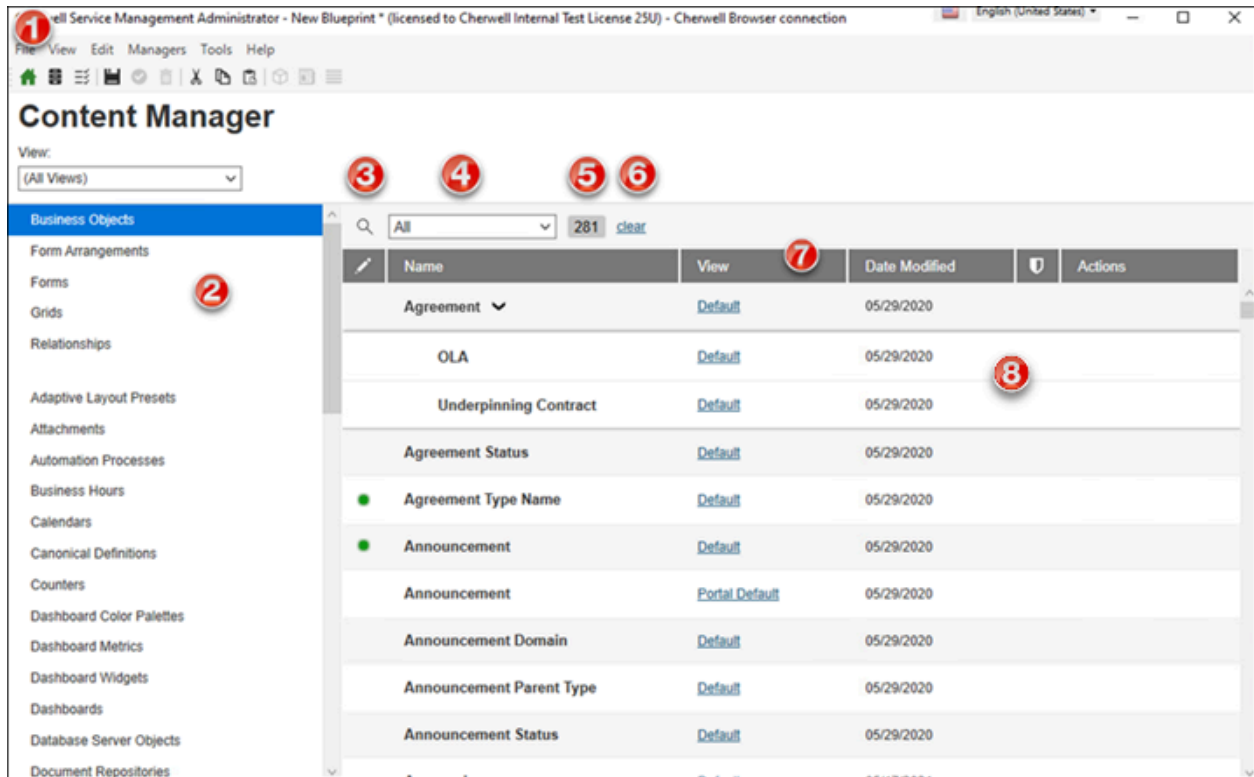 ell Service Management Administrator - New Blueprint * (licensed to Cherwell Internal Test License 25U) - Cherwell Browser connection English (United States)
1
File View Edit Managers Tools Help
Content Manager
View:
(All Views)
3 4 5 6
Business Objects
All 281 clear
Form Arrangements
7
Name View Date Modified Actions
Forms
2
Agreement Default 05/29/2020
Grids
Relationships
OLA Default 05/29/2020
8
Adaptive Layout Presets
Underpinning Contract Default 05/29/2020
Attachments
Automation Processes
Agreement Status Default 05/29/2020
Business Hours
Agreement Type Name Default 05/29/2020
Calendars
Canonical Definitions
Announcement Default 05/29/2020
Counters
Announcement Portal Default 05/29/2020
Dashboard Color Palettes
Dashboard Metrics
Announcement Domain Default 05/29/2020
Dashboard Widgets
Announcement Parent Type Default 05/29/2020
Dashboards
Database Server Objects
Announcement Status Default 05/29/2020
Document Repositories